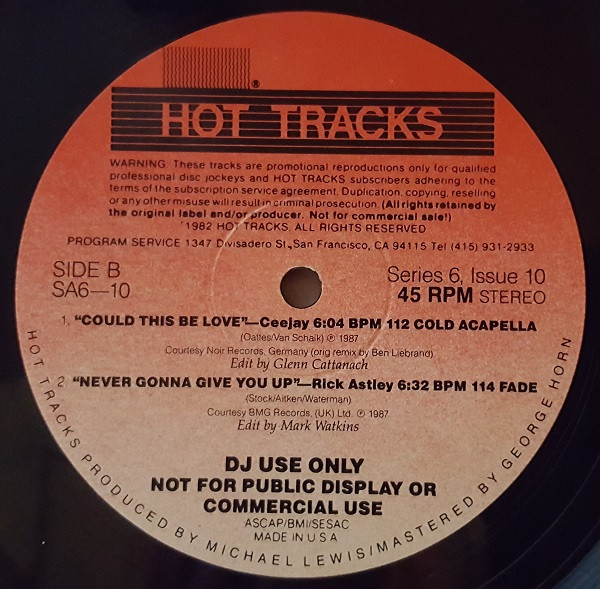 ®
HOT TRACKS
WARNING: These tracks are promotional reproductions only for qualified
professional disc jockeys and HOT TRACKS subscribers adhering to the
terms of the subscription service agreement. Duplication, copying, reselling
or any other misuse will result in criminal prosecution. (All rights retained by
the original label and/or producer. Not for commercial sale!)
°1982 HOT TRACKS, ALL RIGHTS RESERVED
PROGRAM SERVICE 1347 Divisadero St., San Francisco, CA 94115 Tel (415) 931-2933
SIDE B
SA6—10
Series 6, Issue 10
45 RPM STEREO
1. "COULD THIS BE LOVE"—Ceejay 6:04 BPM 112 COLD ACAPELLA
(Oattes/Van Schaik) ℗ 1987
Courtesy Noir Records, Germany (orig remix by Ben Liebrand)
Edit by Glenn Cattanach
2. "NEVER GONNA GIVE YOU UP"—Rick Astley 6:32 BPM 114 FADE
(Stock/Aitken/Waterman)
Courtesy BMG Records, (UK) Ltd. ℗ 1987
Edit by Mark Watkins
DJ USE ONLY
NOT FOR PUBLIC DISPLAY OR
COMMERCIAL USE
ASCAP/BMI/SESAC
MADE IN U S A
HOT TRACKS PRODUCED BY MICHAEL LEWIS/MASTERED BY GEORGE HORN